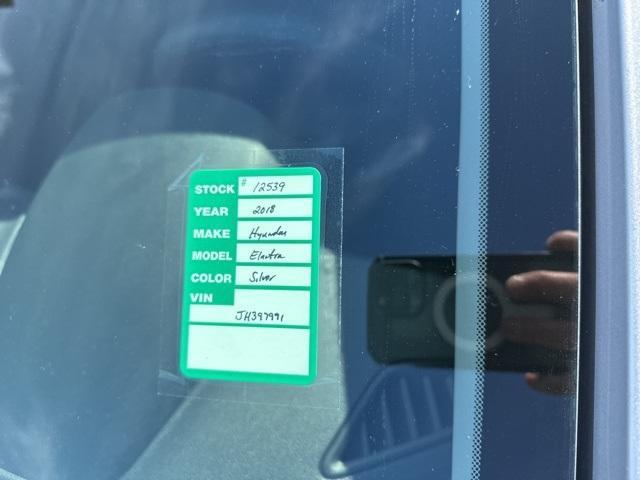 STOCK # 12539
YEAR 2018
MAKE Hyundai
MODEL Elantra
COLOR Silver
VIN
JH397991